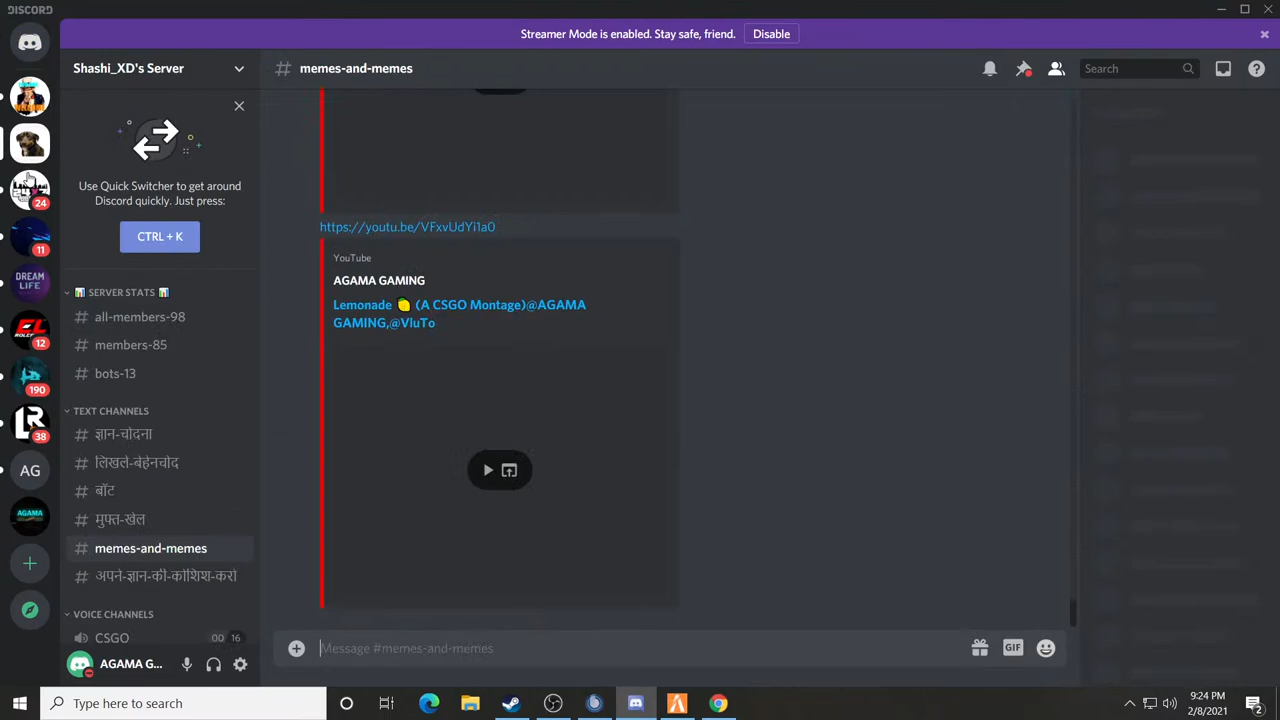 DISCORD
Streamer Mode is enabled. Stay safe, friend. Disable
Shashi_XD's Server
# memes-and-memes
Search
Use Quick Switcher to get around
Discord quickly. Just press:
CTRL + K
24
11
DREAM
LIFE
EL
12
190
LR
38
AG
AGAMA
📊 SERVER STATS 📊
# all-members-98
# members-85
# bots-13
TEXT CHANNELS
# ज्ञान-चोदना
# लिखले-बेहेनचोद
# बॉट
# मुफ्त-खेल
# memes-and-memes
# अपने-ज्ञान-की-कोशिश-करो
VOICE CHANNELS
CSGO 00 16
AGAMA G...
https://youtu.be/VFxvUdYi1a0
YouTube
AGAMA GAMING
Lemonade 🍋 (A CSGO Montage)@AGAMA
GAMING,@VluTo
Message #memes-and-memes
GIF
Type here to search
9:24 PM
2/8/2021
2